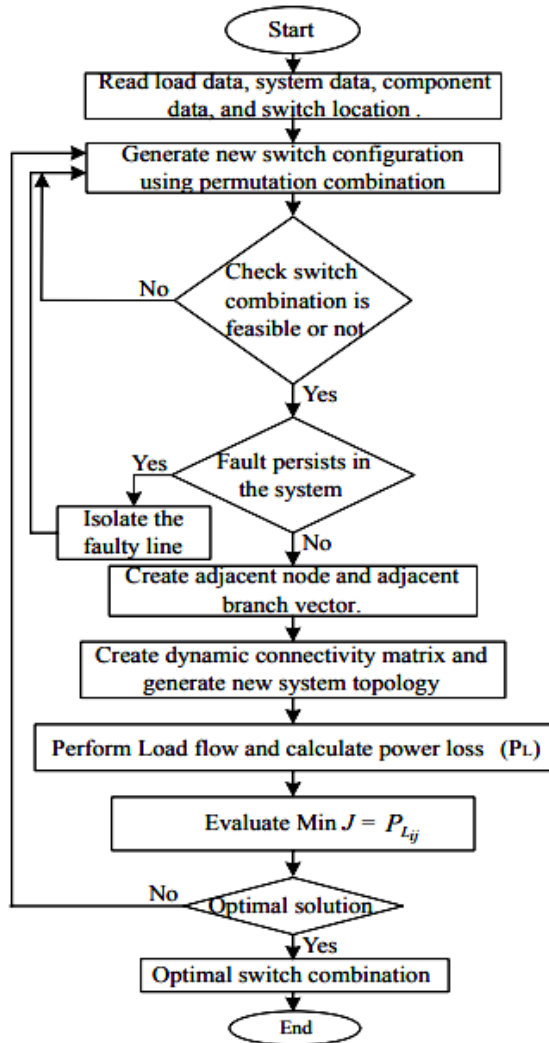 Start
Read load data, system data, component
data, and switch location .
Generate new switch configuration
using permutation combination
Check switch
No
combination is
feasible or not
Yes
Yes
Fault persists in
the system
Isolate the
faulty line
No
Create adjacent node and adjacent
branch vector.
Create dynamic connectivity matrix and
generate new system topology
Perform Load flow and calculate power loss (PL)
Evaluate Min J = P_{L_{ij}}
No
Optimal solution
Yes
Optimal switch combination
End